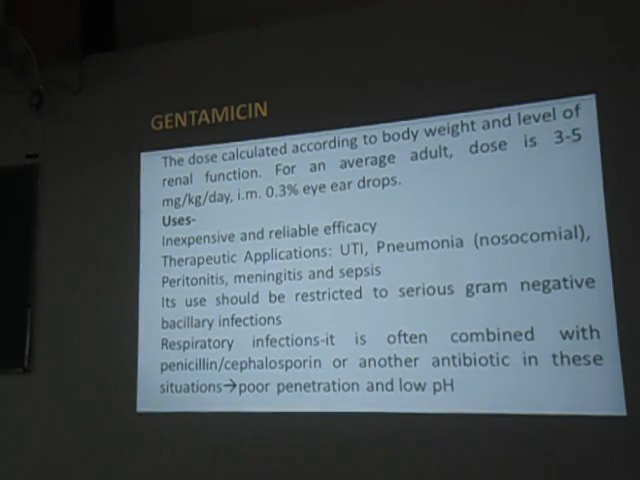 GENTAMICIN
The dose calculated according to body weight and level of
renal function. For an average adult, dose is 3-5
mg/kg/day, i.m. 0.3% eye ear drops.
Uses-
Inexpensive and reliable efficacy
Therapeutic Applications: UTI, Pneumonia (nosocomial),
Peritonitis, meningitis and sepsis
Its use should be restricted to serious gram negative
bacillary infections
Respiratory infections-it is often combined with
penicillin/cephalosporin or another antibiotic in these
situations→poor penetration and low pH